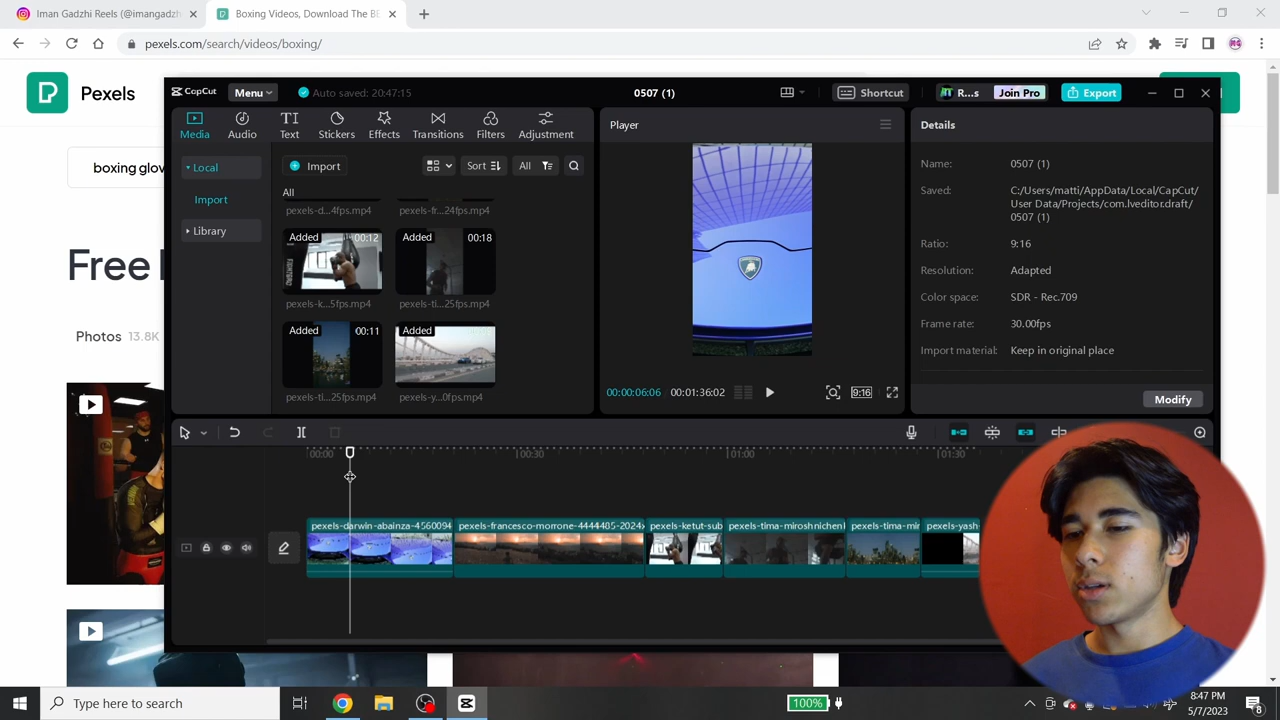 Iman Gadzhi Reels (@imangadzh
Boxing Videos, Download The BE
pexels.com/search/videos/boxing/
Pexels
boxing glov
Free
Photos 13.8K
CapCut
Menu
Auto saved: 20:47:15
0507 (1)
Shortcut
R...s
Join Pro
Export
Media
Audio
Text
Stickers
Effects
Transitions
Filters
Adjustment
Local
Import
Library
Import
Sort
All
All
pexels-d...4fps.mp4
pexels-fr...24fps.mp4
Added 00:12
Added 00:18
pexels-k...5fps.mp4
pexels-ti...25fps.mp4
Added 00:11
Added
pexels-ti...25fps.mp4
pexels-y...0fps.mp4
Player
00:00:06:06
00:01:36:02
9:16
Details
Name: 0507 (1)
Saved: C:/Users/matti/AppData/Local/CapCut/
User Data/Projects/com.lveditor.draft/
0507 (1)
Ratio: 9:16
Resolution: Adapted
Color space: SDR - Rec.709
Frame rate: 30.00fps
Import material: Keep in original place
Modify
00:00
00:30
01:00
01:30
pexels-darwin-abainza-4560094
pexels-francesco-morrone-4444485-2024x
pexels-ketut-sub
pexels-tima-miroshnichen
pexels-tima-mir
pexels-yash
Type here to search
100%
8:47 PM
5/7/2023
8